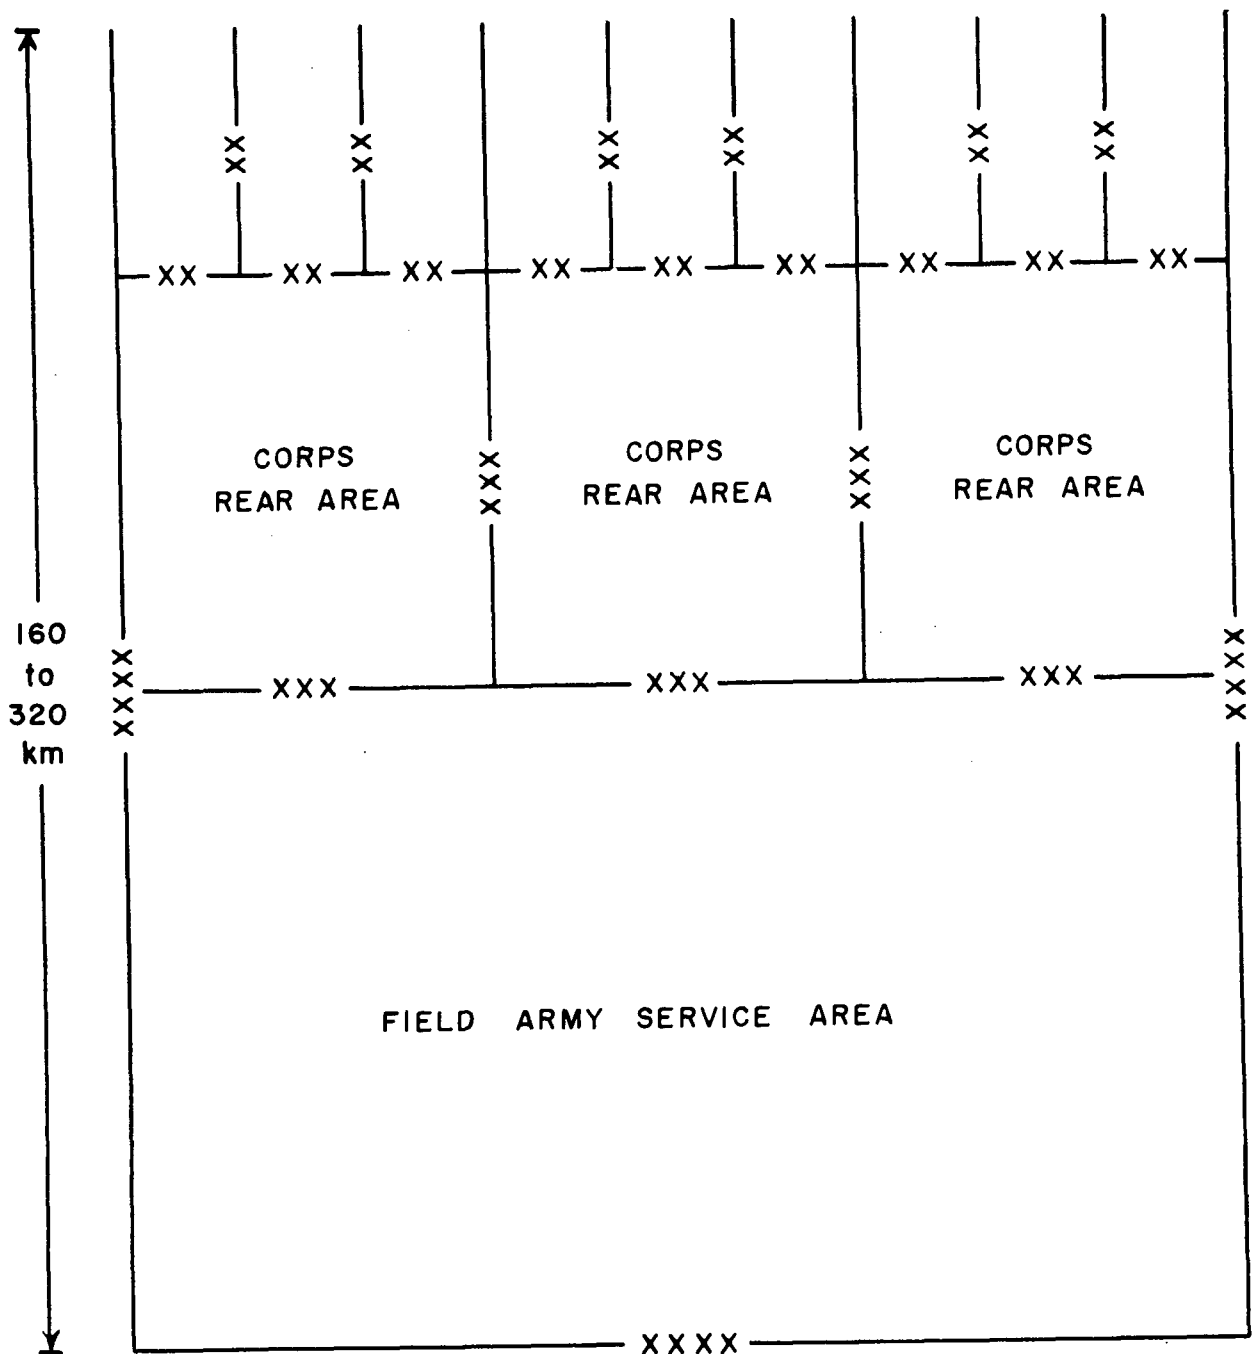 XX XX XX XX XX XX
XX XX XX XX XX XX XX XX XX
CORPS
REAR AREA
CORPS
REAR AREA
CORPS
REAR AREA
XXX XXX
160
to
320
km
XXXX
XXX XXX XXX
XXXX
FIELD ARMY SERVICE AREA
XXXX